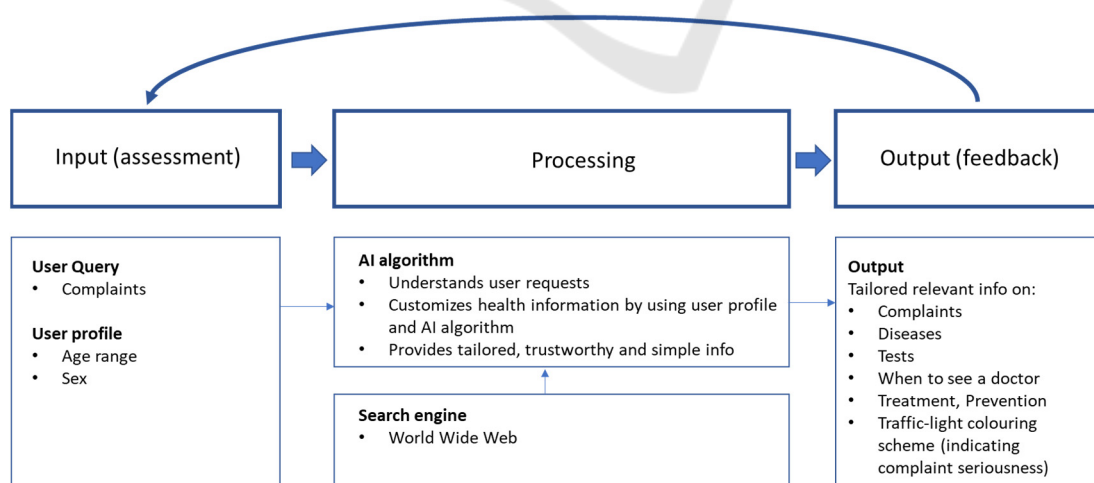 Input (assessment)
Processing
Output (feedback)
User Query
• Complaints
User profile
• Age range
• Sex
AI algorithm
• Understands user requests
• Customizes health information by using user profile
and AI algorithm
• Provides tailored, trustworthy and simple info
Search engine
• World Wide Web
Output
Tailored relevant info on:
• Complaints
• Diseases
• Tests
• When to see a doctor
• Treatment, Prevention
• Traffic-light colouring
scheme (indicating
complaint seriousness)